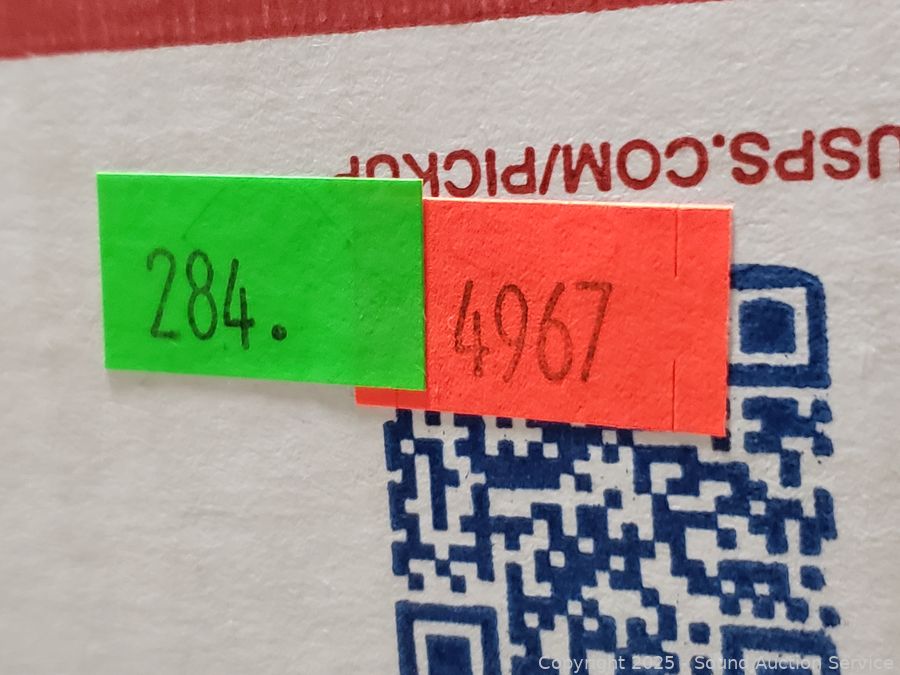 USPS.COM/PICKUP
284.
4967
Copyright 2025 - Sound Auction Service